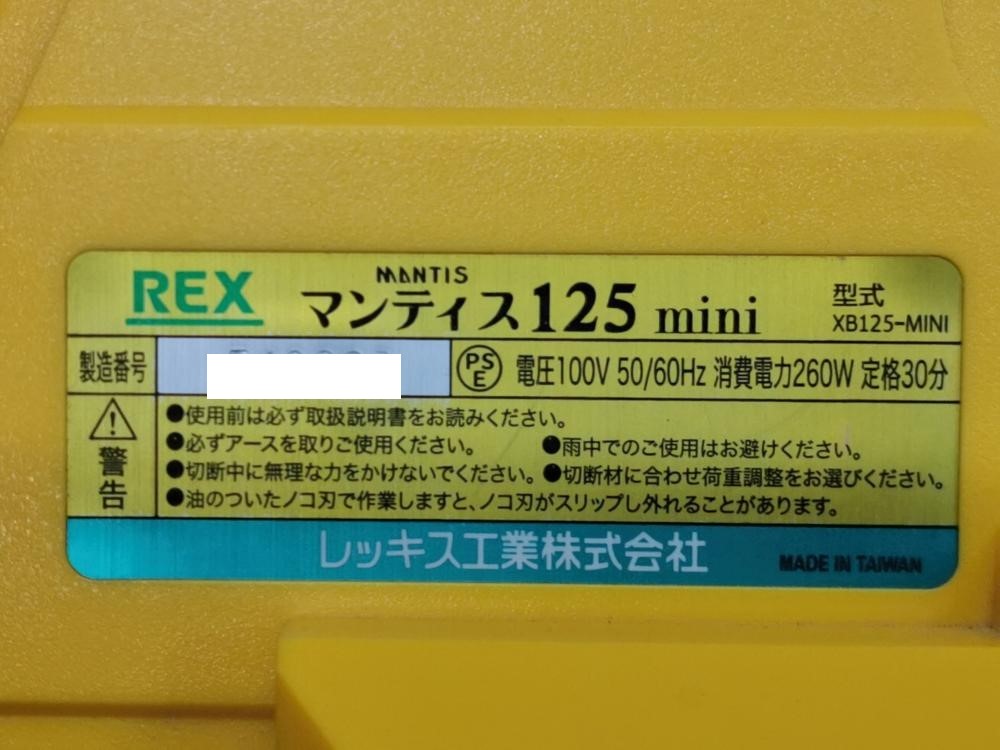 REX
MANTIS
マンティス125 mini
型式
XB125-MINI
製造番号
PS
E
電圧100V 50/60Hz 消費電力260W 定格30分
警告
●使用前は必ず取扱説明書をお読みください。
●必ずアースを取りご使用ください。 ●雨中でのご使用はお避けください。
●切断中に無理な力をかけないでください。 ●切断材に合わせ荷重調整をお選びください。
●油のついたノコ刃で作業しますと、ノコ刃がスリップし外れることがあります。
レッキス工業株式会社
MADE IN TAIWAN